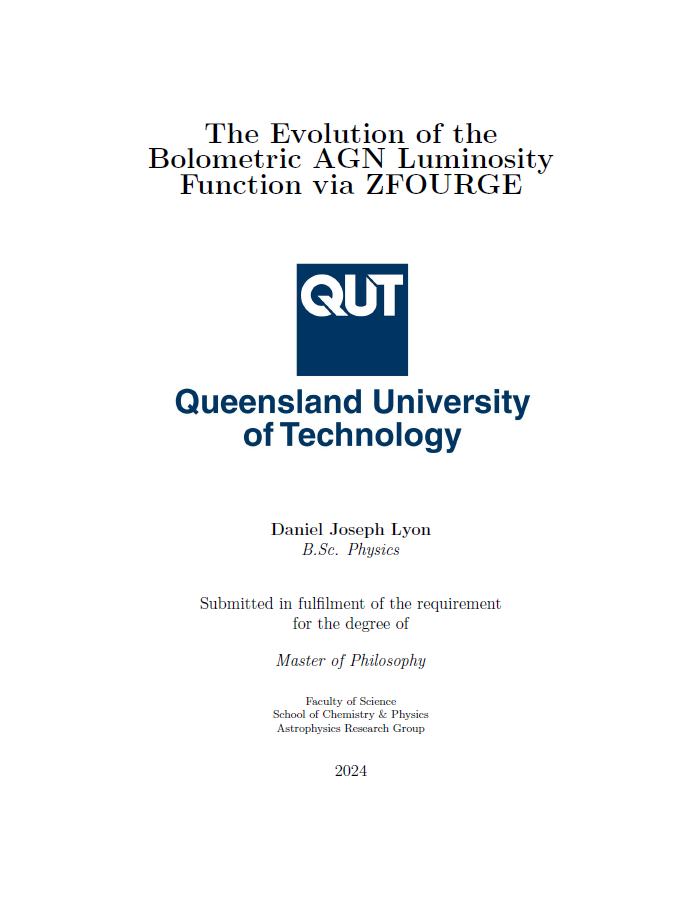 The Evolution of the
Bolometric AGN Luminosity
Function via ZFOURGE
QUT
Queensland University
of Technology
Daniel Joseph Lyon
B.Sc. Physics
Submitted in fulfilment of the requirement
for the degree of
Master of Philosophy
Faculty of Science
School of Chemistry & Physics
Astrophysics Research Group
2024